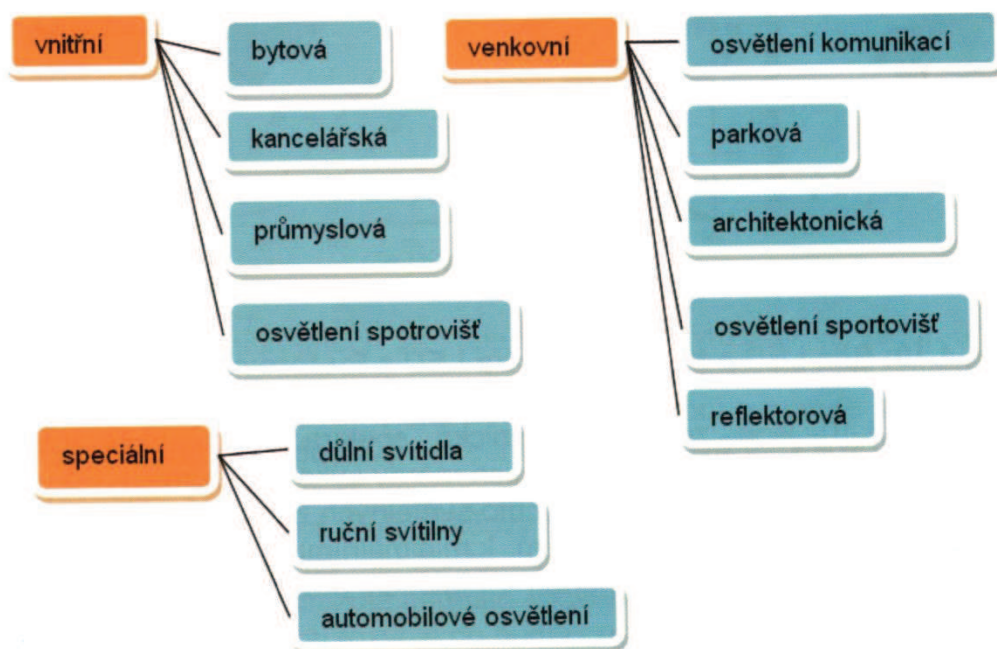 vnitřní
bytová
kancelářská
průmyslová
osvětlení spotrovišť
venkovní
osvětlení komunikací
parková
architektonická
osvětlení sportovišť
reflektorová
speciální
důlní svítidla
ruční svítilny
automobilové osvětlení